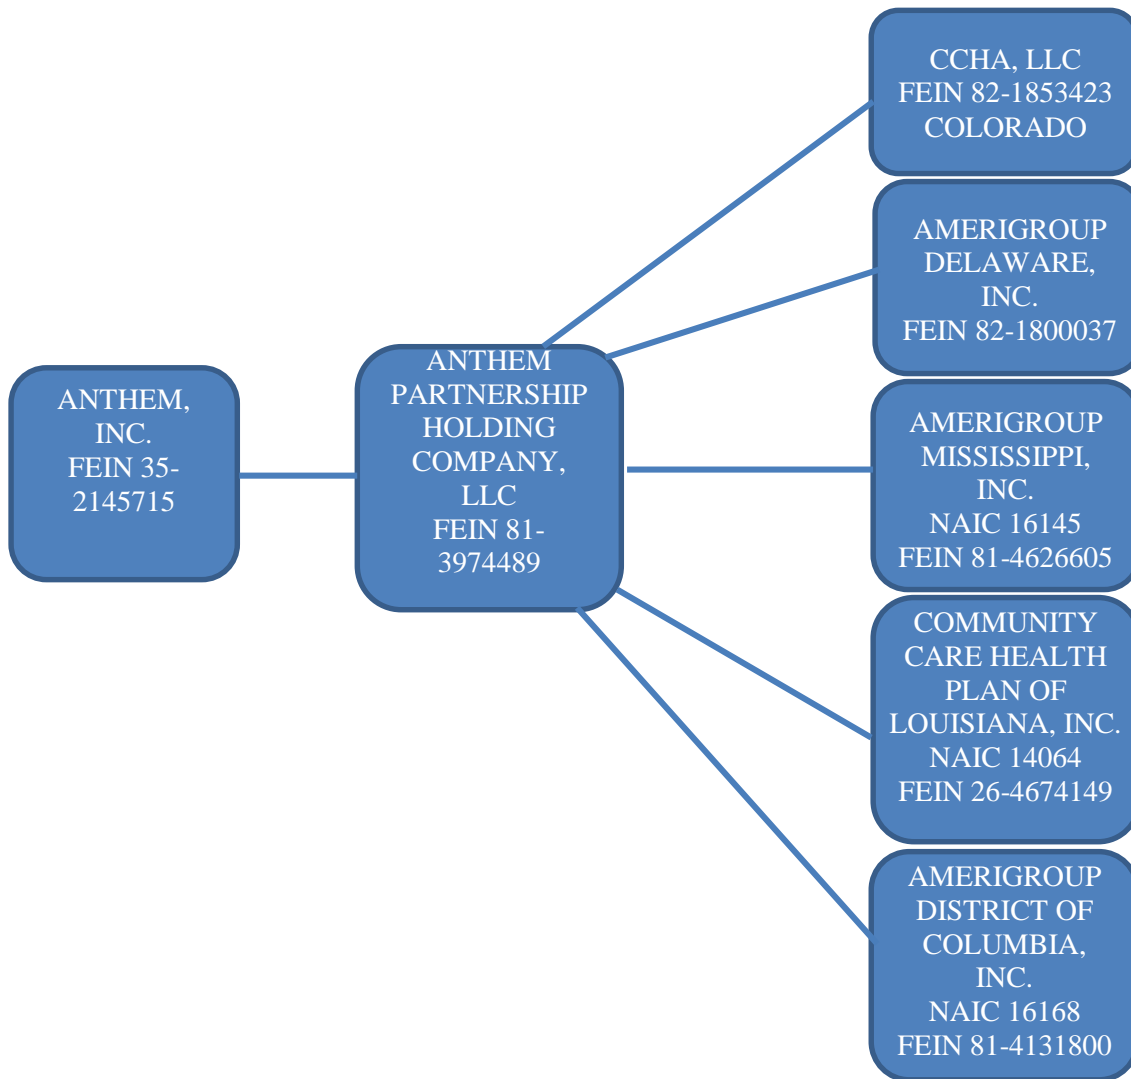 ANTHEM,
INC.
FEIN 35-
2145715
ANTHEM
PARTNERSHIP
HOLDING
COMPANY,
LLC
FEIN 81-
3974489
CCHA, LLC
FEIN 82-1853423
COLORADO
AMERIGROUP
DELAWARE,
INC.
FEIN 82-1800037
AMERIGROUP
MISSISSIPPI,
INC.
NAIC 16145
FEIN 81-4626605
COMMUNITY
CARE HEALTH
PLAN OF
LOUISIANA, INC.
NAIC 14064
FEIN 26-4674149
AMERIGROUP
DISTRICT OF
COLUMBIA,
INC.
NAIC 16168
FEIN 81-4131800